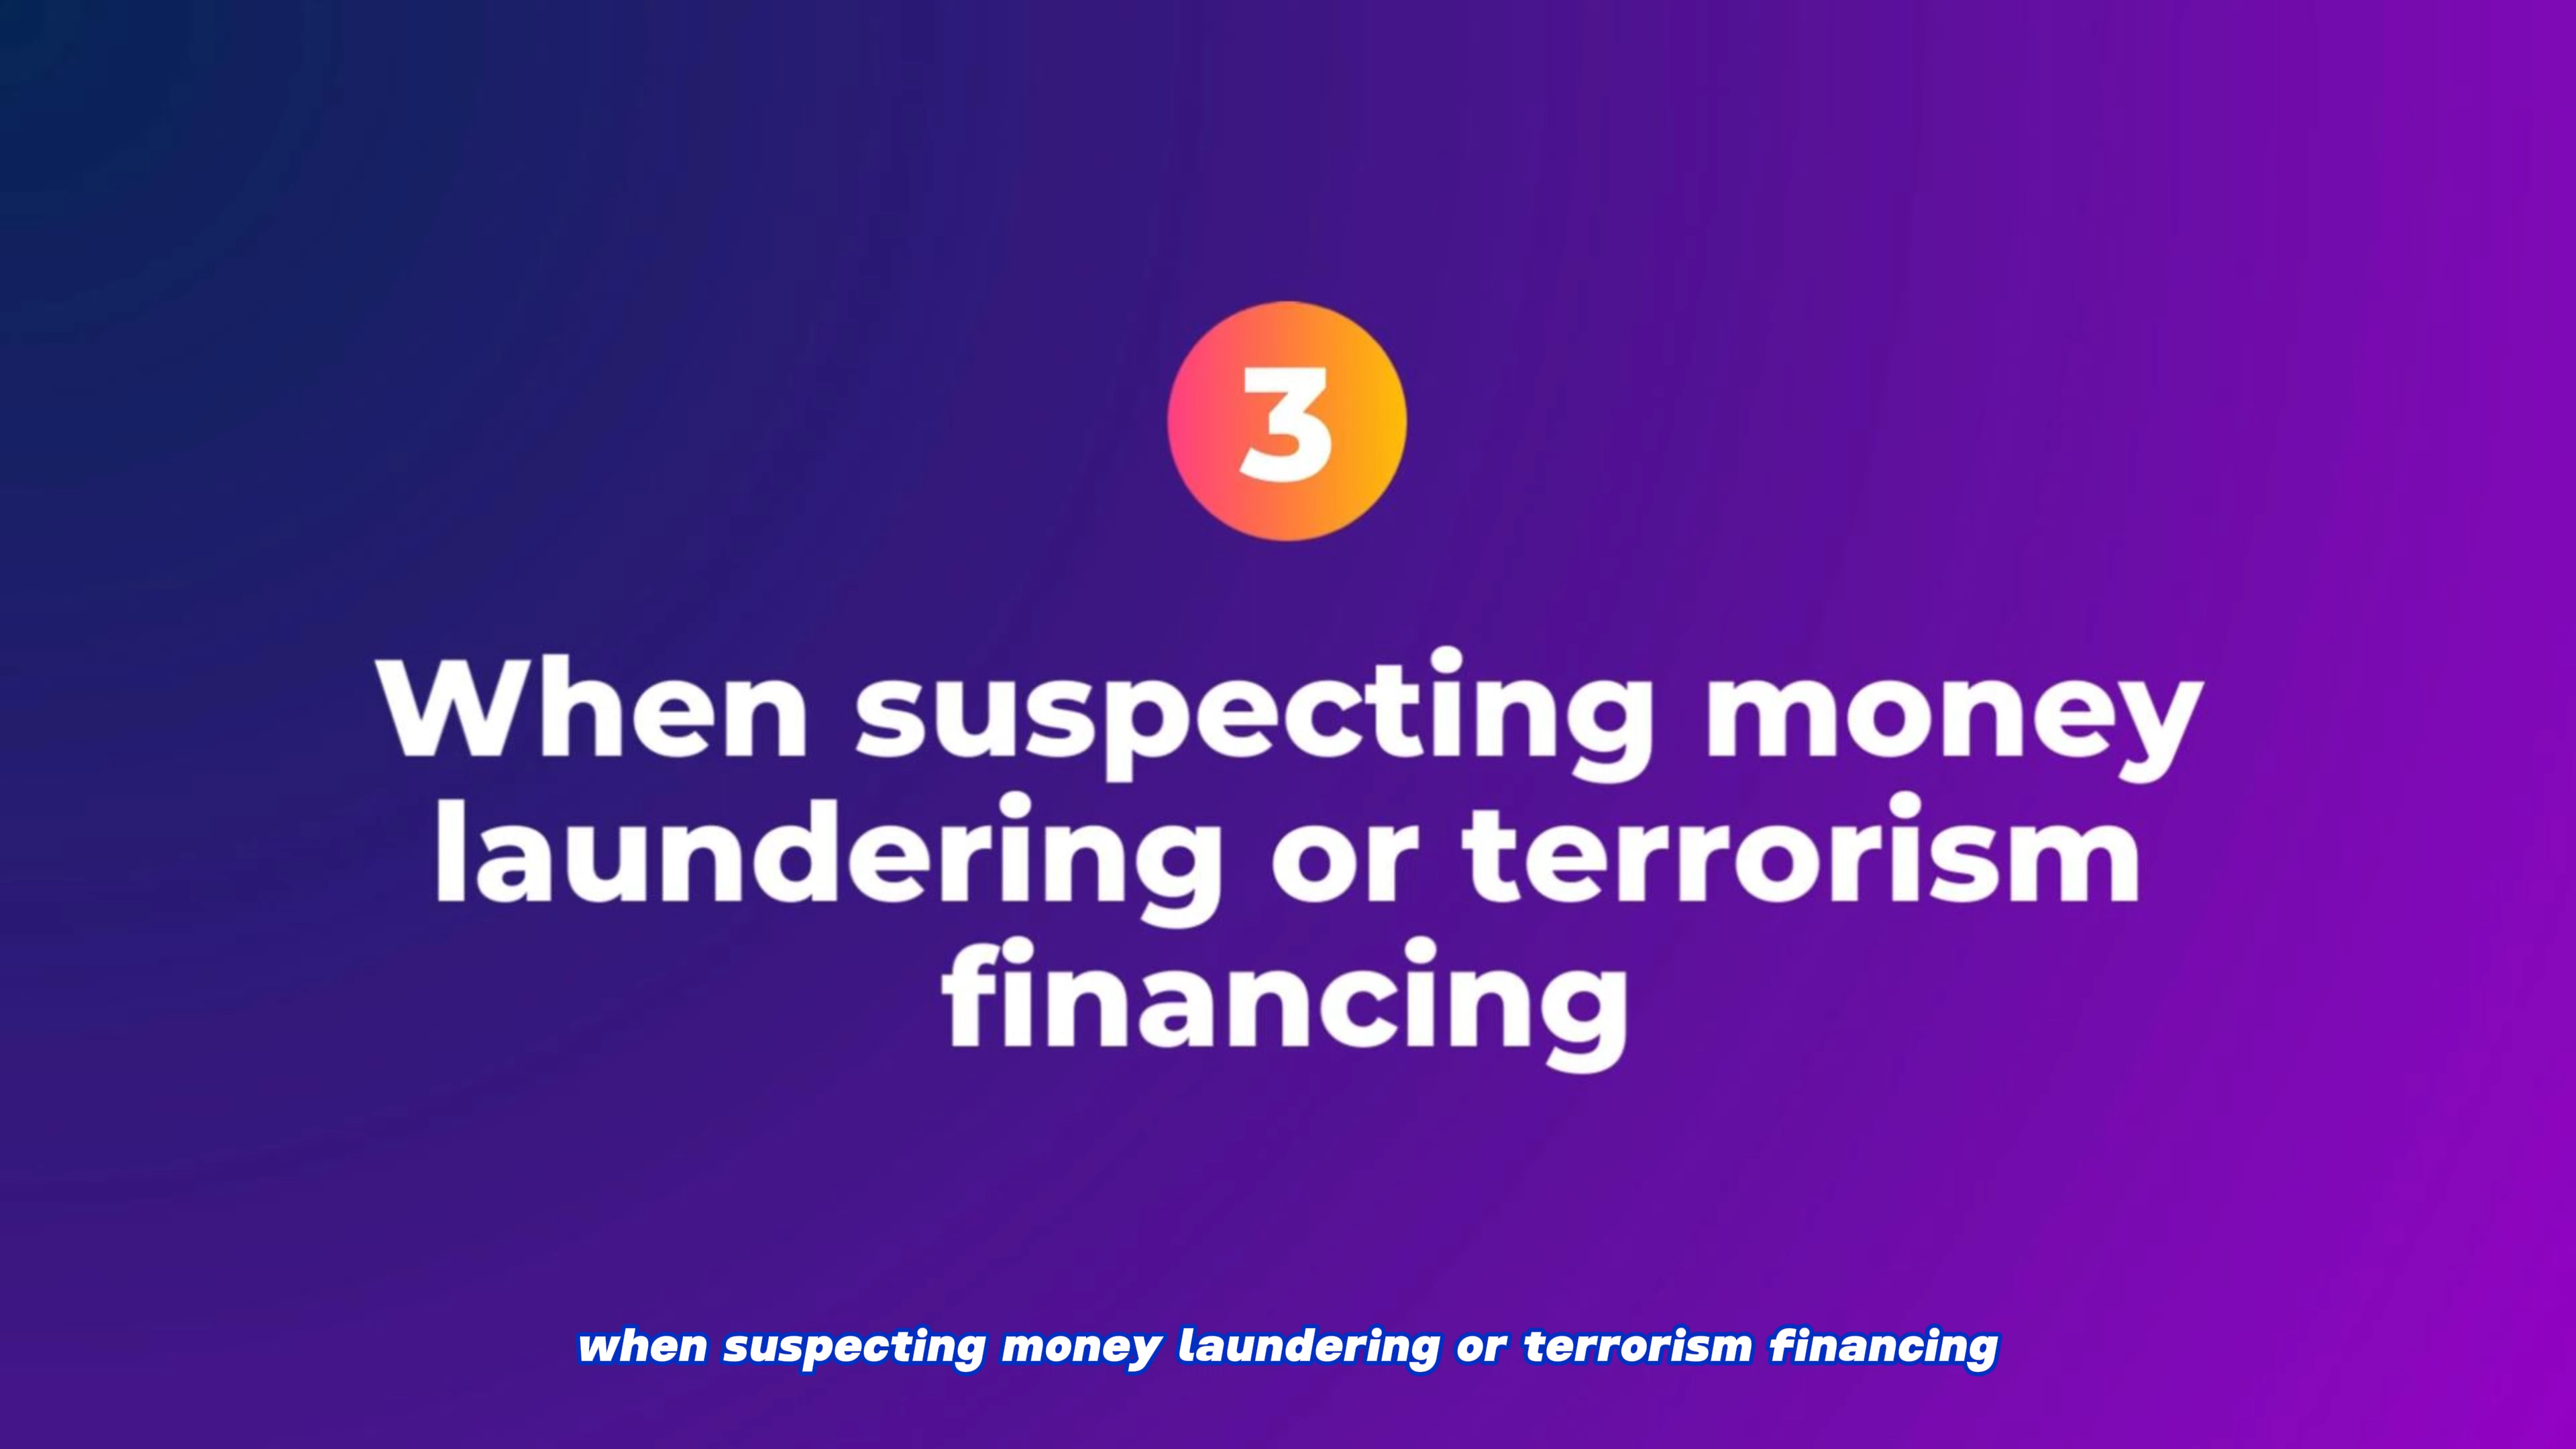 3
When suspecting money
laundering or terrorism
financing
when suspecting money laundering or terrorism financing